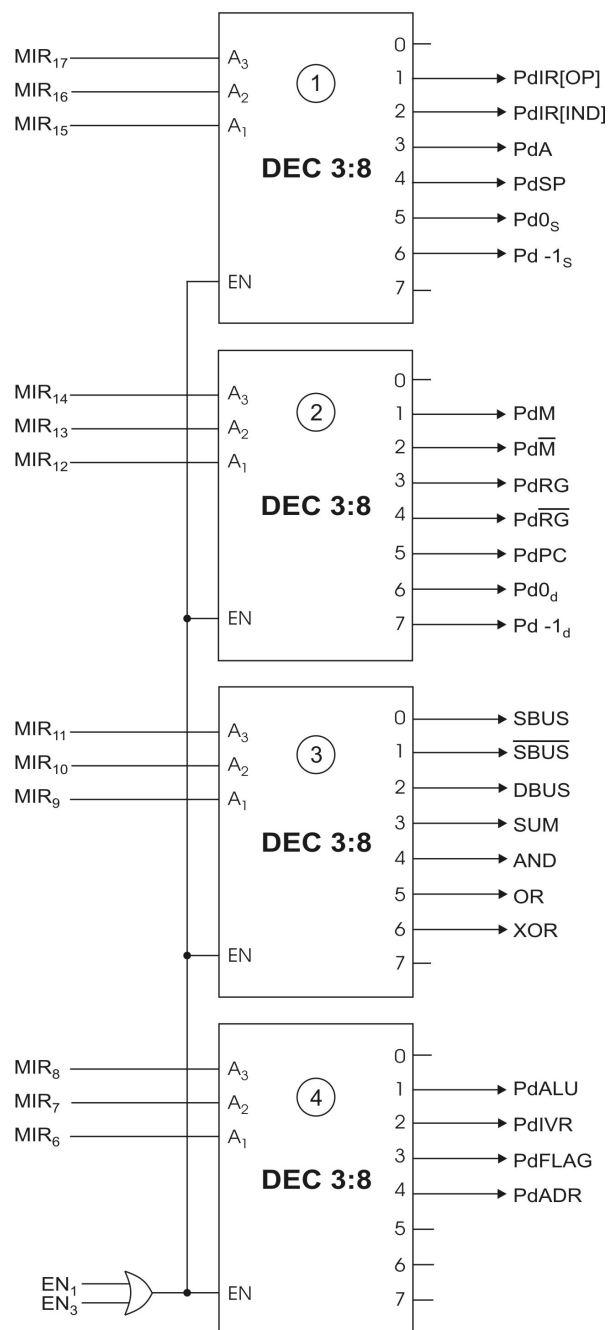 MIR₁₇ A₃ 0
① 1 PdIR[OP]
MIR₁₆ A₂ 2 PdIR[IND]
MIR₁₅ A₁ 3 PdA
DEC 3:8
4 PdSP
5 Pd0ₛ
6 Pd -1ₛ
EN 7
MIR₁₄ A₃ 0
② 1 PdM
MIR₁₃ A₂ 2 PdM̅
MIR₁₂ A₁ 3 PdRG
DEC 3:8
4 PdR̅G̅
5 PdPC
6 Pd0d
EN 7 Pd -1d
MIR₁₁ A₃ 0 SBUS
③ 1 S̅B̅U̅S̅
MIR₁₀ A₂ 2 DBUS
MIR₉ A₁ 3 SUM
DEC 3:8
4 AND
5 OR
6 XOR
EN 7
MIR₈ A₃ 0
④ 1 PdALU
MIR₇ A₂ 2 PdIVR
MIR₆ A₁ 3 PdFLAG
DEC 3:8
4 PdADR
5
6
EN₁
EN₃ EN 7